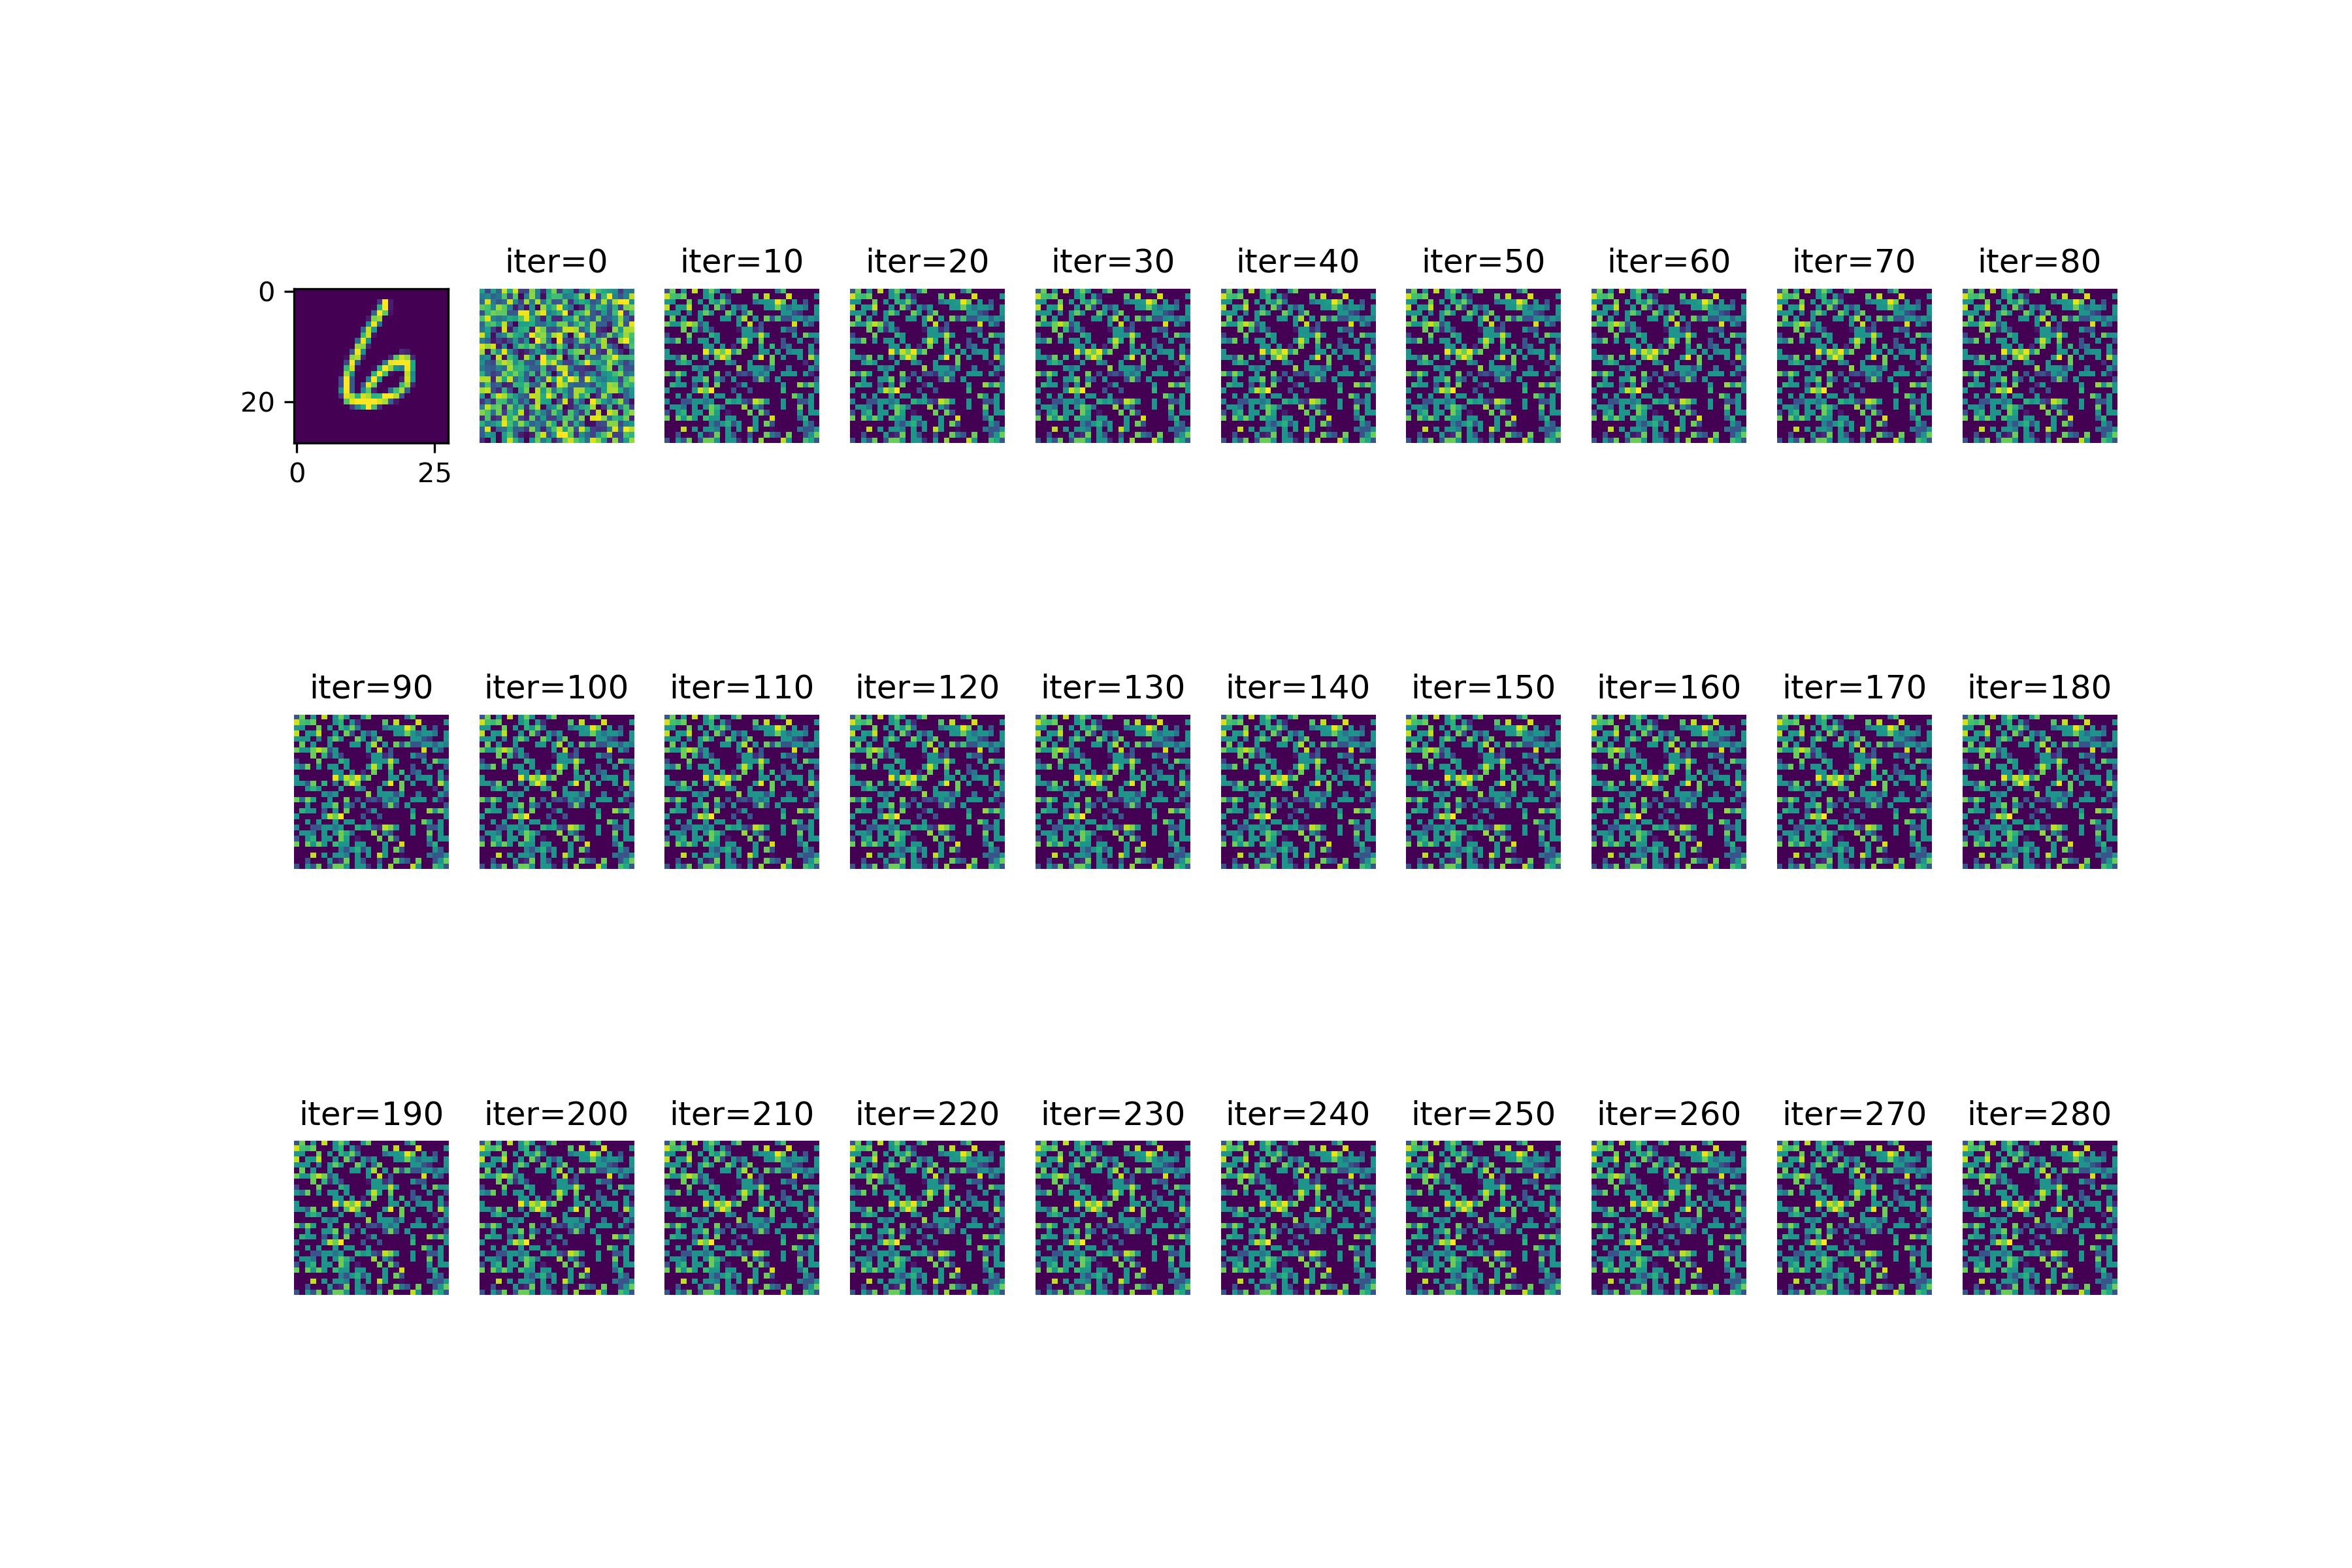 iter=0 iter=10 iter=20 iter=30 iter=40 iter=50 iter=60 iter=70 iter=80
0
6
20
0 25
iter=90 iter=100 iter=110 iter=120 iter=130 iter=140 iter=150 iter=160 iter=170 iter=180
iter=190 iter=200 iter=210 iter=220 iter=230 iter=240 iter=250 iter=260 iter=270 iter=280